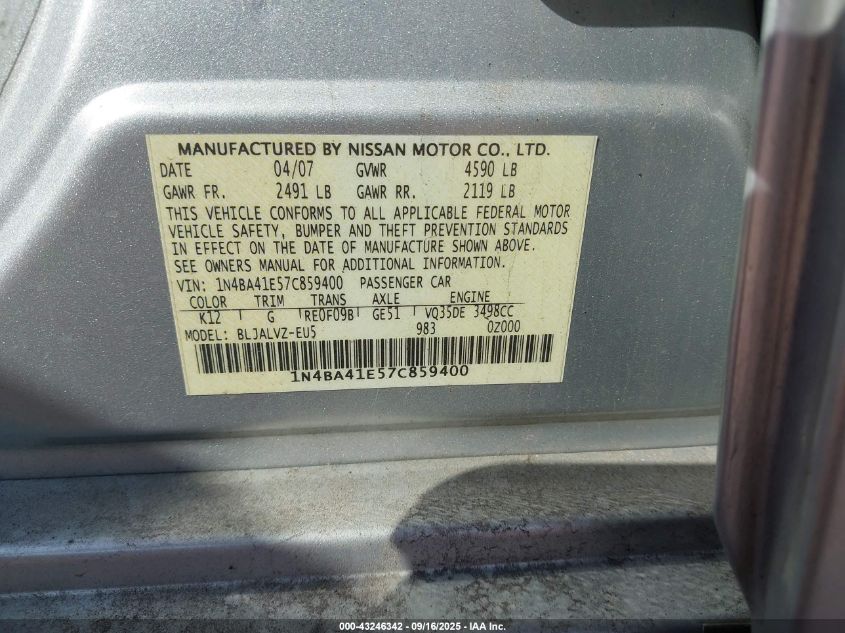 MANUFACTURED BY NISSAN MOTOR CO., LTD.
DATE 04/07 GVWR 4590 LB
GAWR FR. 2491 LB GAWR RR. 2119 LB
THIS VEHICLE CONFORMS TO ALL APPLICABLE FEDERAL MOTOR
VEHICLE SAFETY, BUMPER AND THEFT PREVENTION STANDARDS
IN EFFECT ON THE DATE OF MANUFACTURE SHOWN ABOVE.
SEE OWNERS MANUAL FOR ADDITIONAL INFORMATION.
VIN: 1N4BA41E57C859400 PASSENGER CAR
COLOR TRIM TRANS AXLE ENGINE
K12 G RE0F09B GE51 VQ35DE 3498CC
MODEL: BLJALVZ-EU5 983 0Z000
1N4BA41E57C859400
000-43246342 - 09/16/2025 - IAA Inc.